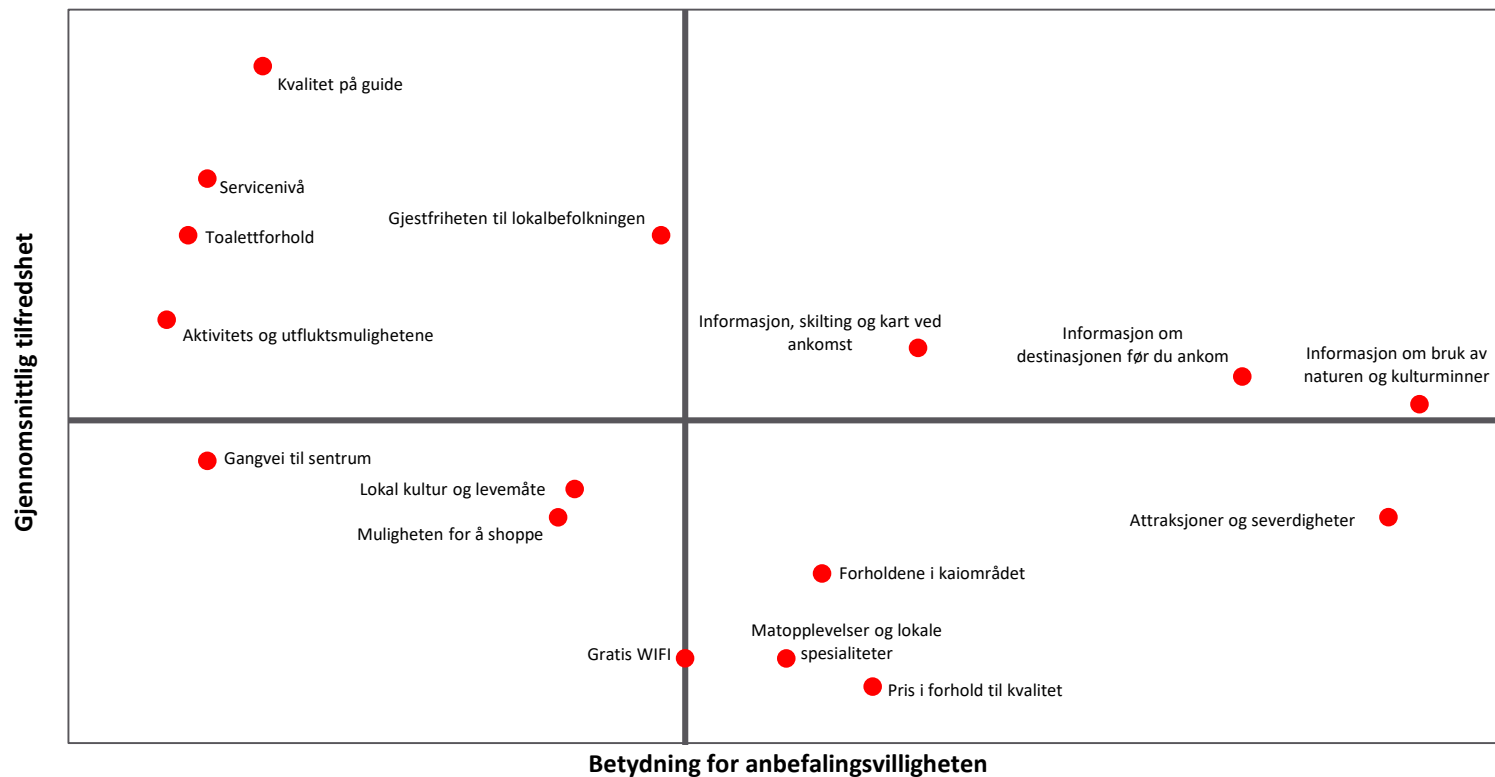 Kvalitet på guide
Servicenivå
Gjestfriheten til lokalbefolkningen
Toalettforhold
Aktivitets og utfluktsmulighetene
Informasjon, skilting og kart ved
ankomst
Informasjon om
destinasjonen før du ankom
Informasjon om bruk av
naturen og kulturminner
Gjennomsnittlig tilfredshet
Gangvei til sentrum
Lokal kultur og levemåte
Muligheten for å shoppe
Attraksjoner og severdigheter
Forholdene i kaiområdet
Gratis WIFI
Matopplevelser og lokale
spesialiteter
Pris i forhold til kvalitet
Betydning for anbefalingsvilligheten